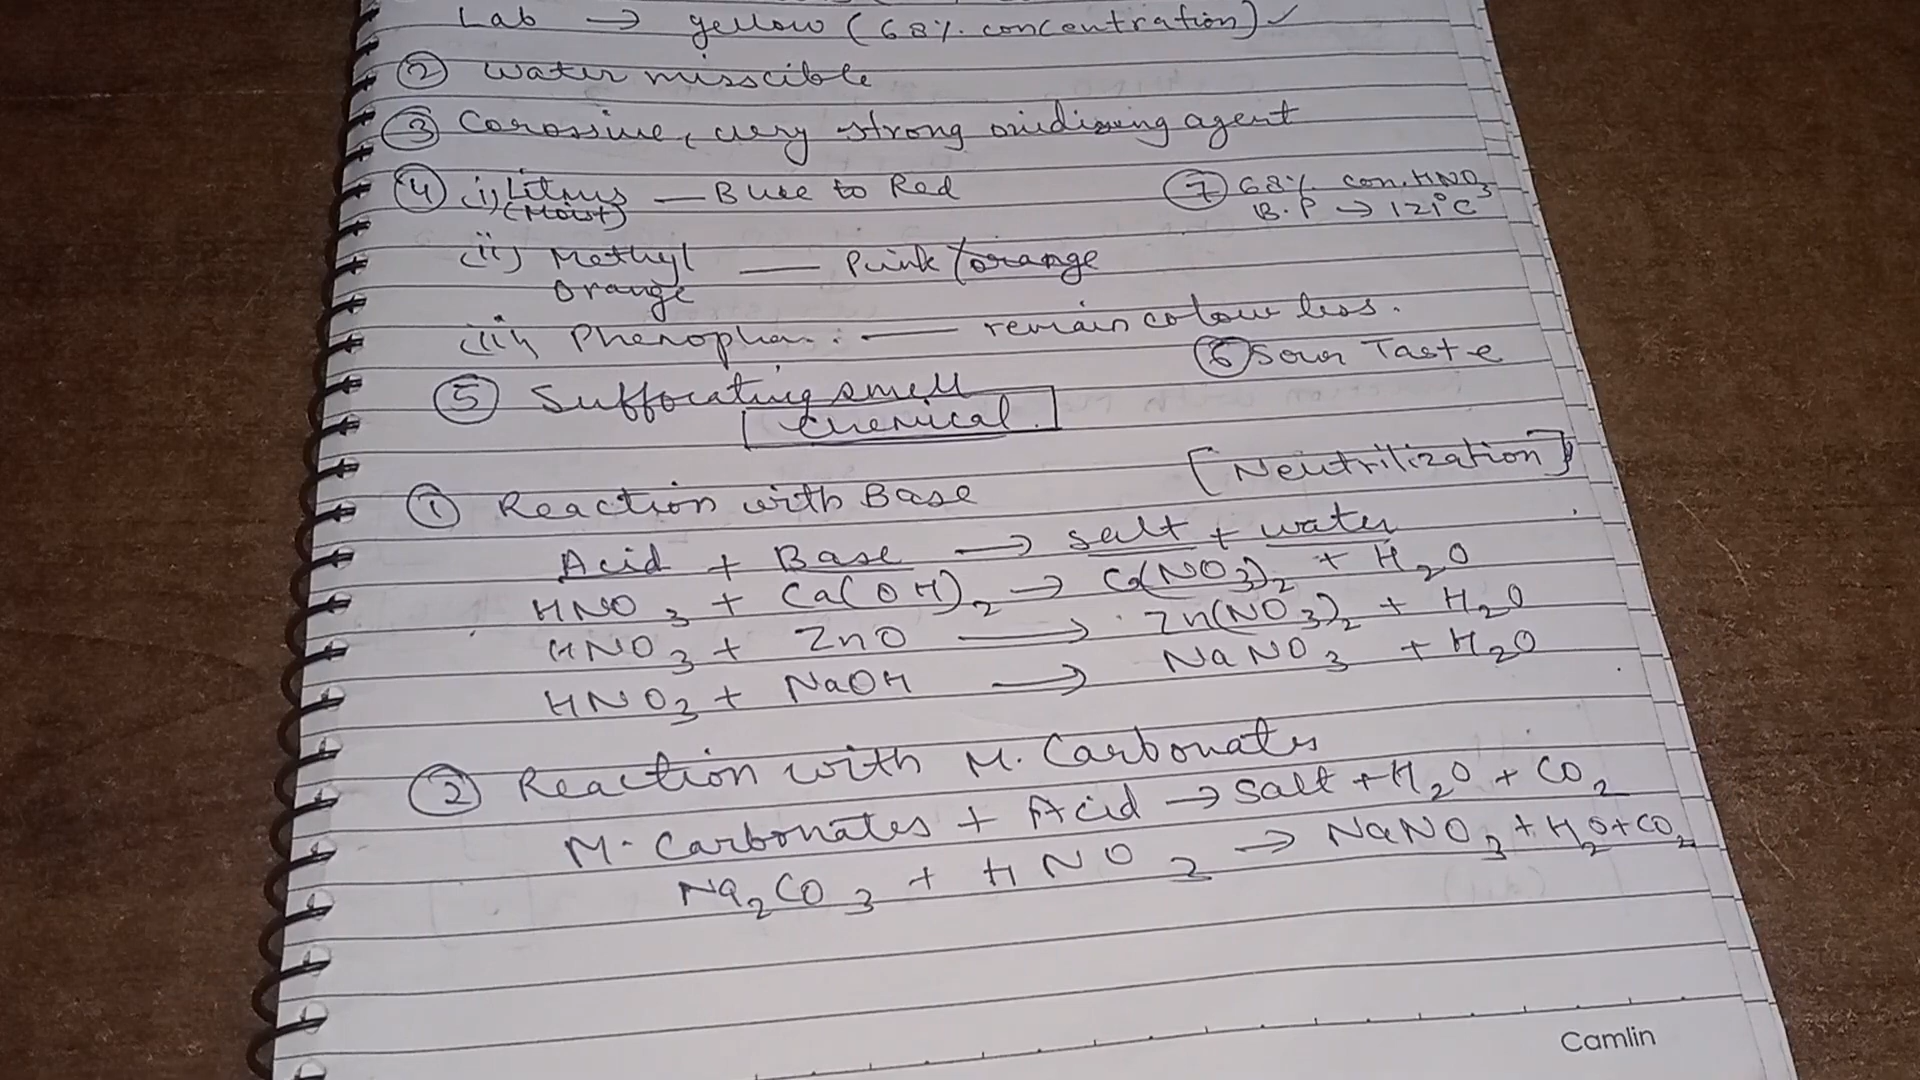 Lab → yellow (68% concentration) ✓
② water misscible
③ Corossive, very strong oxidising agent
④ (i) Litmus — Blue to Red
(Moist)
⑦ 68% con. HNO3
B.P → 121°C
(ii) Methyl — Pink/orange
Orange
(iii) Phenophan.. — remain colourless.
⑥ Sour Taste
⑤ Suffocating smell
Chemical.
① Reaction with Base [Neutrilization]
Acid + Base → salt + water
HNO3 + Ca(OH)2 → Ca(NO3)2 + H2O
HNO3 + ZnO → Zn(NO3)2 + H2O
HNO3 + NaOH → NaNO3 + H2O
② Reaction with M. Carbonates
M. Carbonates + Acid → Salt + H2O + CO2
Na2CO3 + HNO3 → NaNO3 + H2O + CO2
Camlin